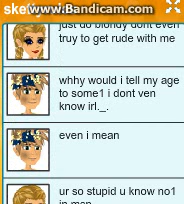 ske
www.Bandicam.com
just do blondy dont even
truy to get rude with me
whhy would i tell my age
to some1 i dont ven
know irl._.
even i mean
ur so stupid u know no1